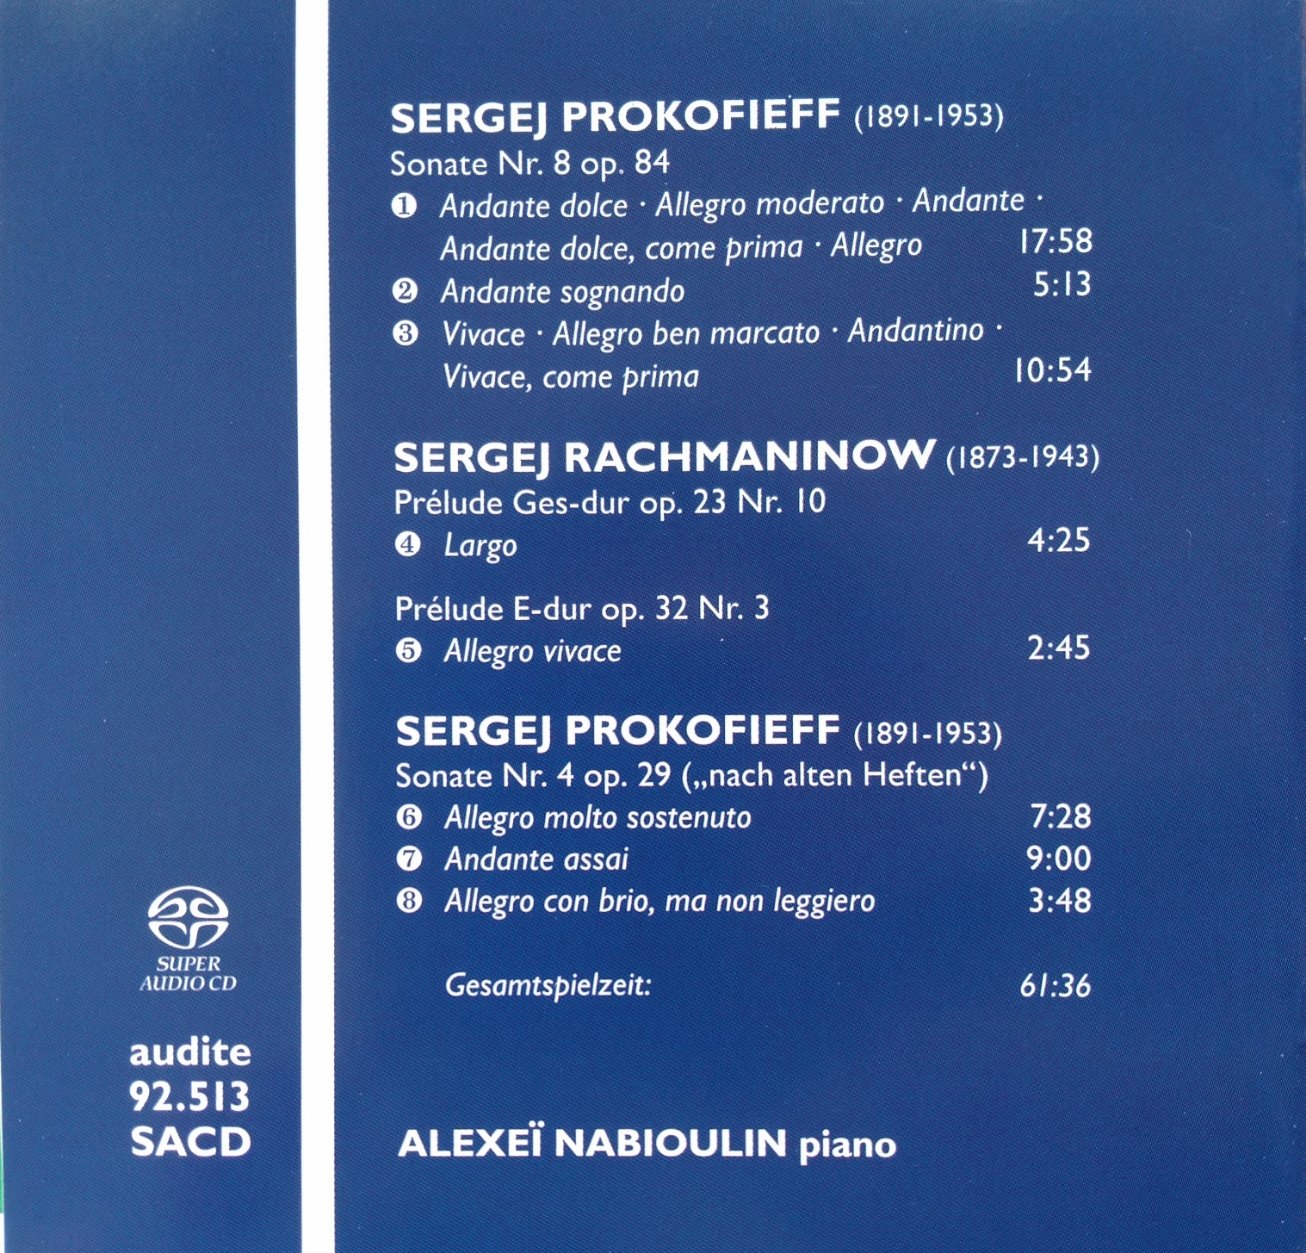 SERGEJ PROKOFIEFF (1891-1953)
Sonate Nr. 8 op. 84
❶ Andante dolce · Allegro moderato · Andante ·
Andante dolce, come prima · Allegro 17:58
❷ Andante sognando 5:13
❸ Vivace · Allegro ben marcato · Andantino ·
Vivace, come prima 10:54
SERGEJ RACHMANINOW (1873-1943)
Prélude Ges-dur op. 23 Nr. 10
❹ Largo 4:25
Prélude E-dur op. 32 Nr. 3
❺ Allegro vivace 2:45
SERGEJ PROKOFIEFF (1891-1953)
Sonate Nr. 4 op. 29 („nach alten Heften“)
❻ Allegro molto sostenuto 7:28
❼ Andante assai 9:00
❽ Allegro con brio, ma non leggiero 3:48
Gesamtspielzeit: 61:36
ALEXEÏ NABIOULIN piano
SUPER
AUDIO CD
audite
92.513
SACD